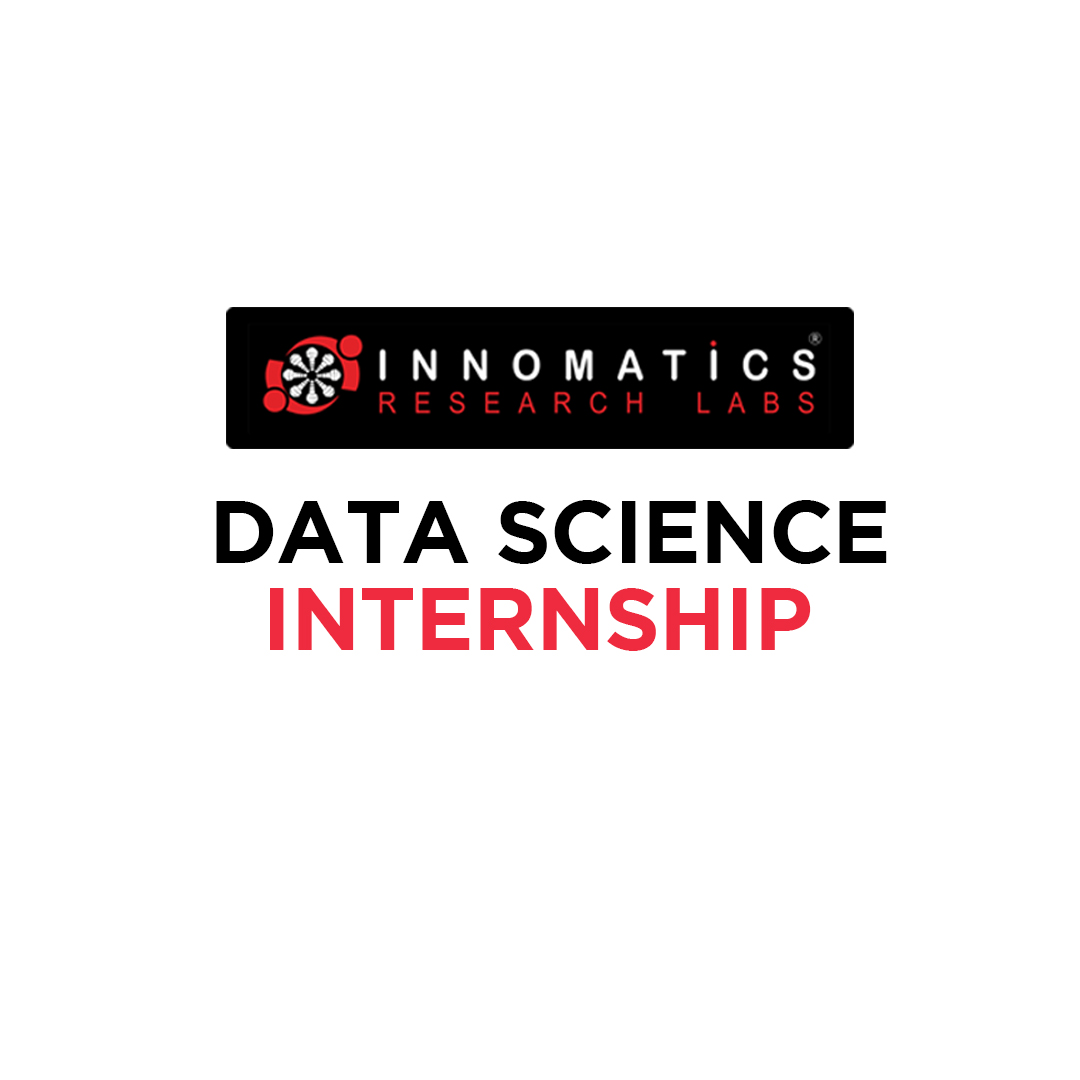 INNOMATiCS®
RESEARCH LABS
DATA SCIENCE
INTERNSHIP